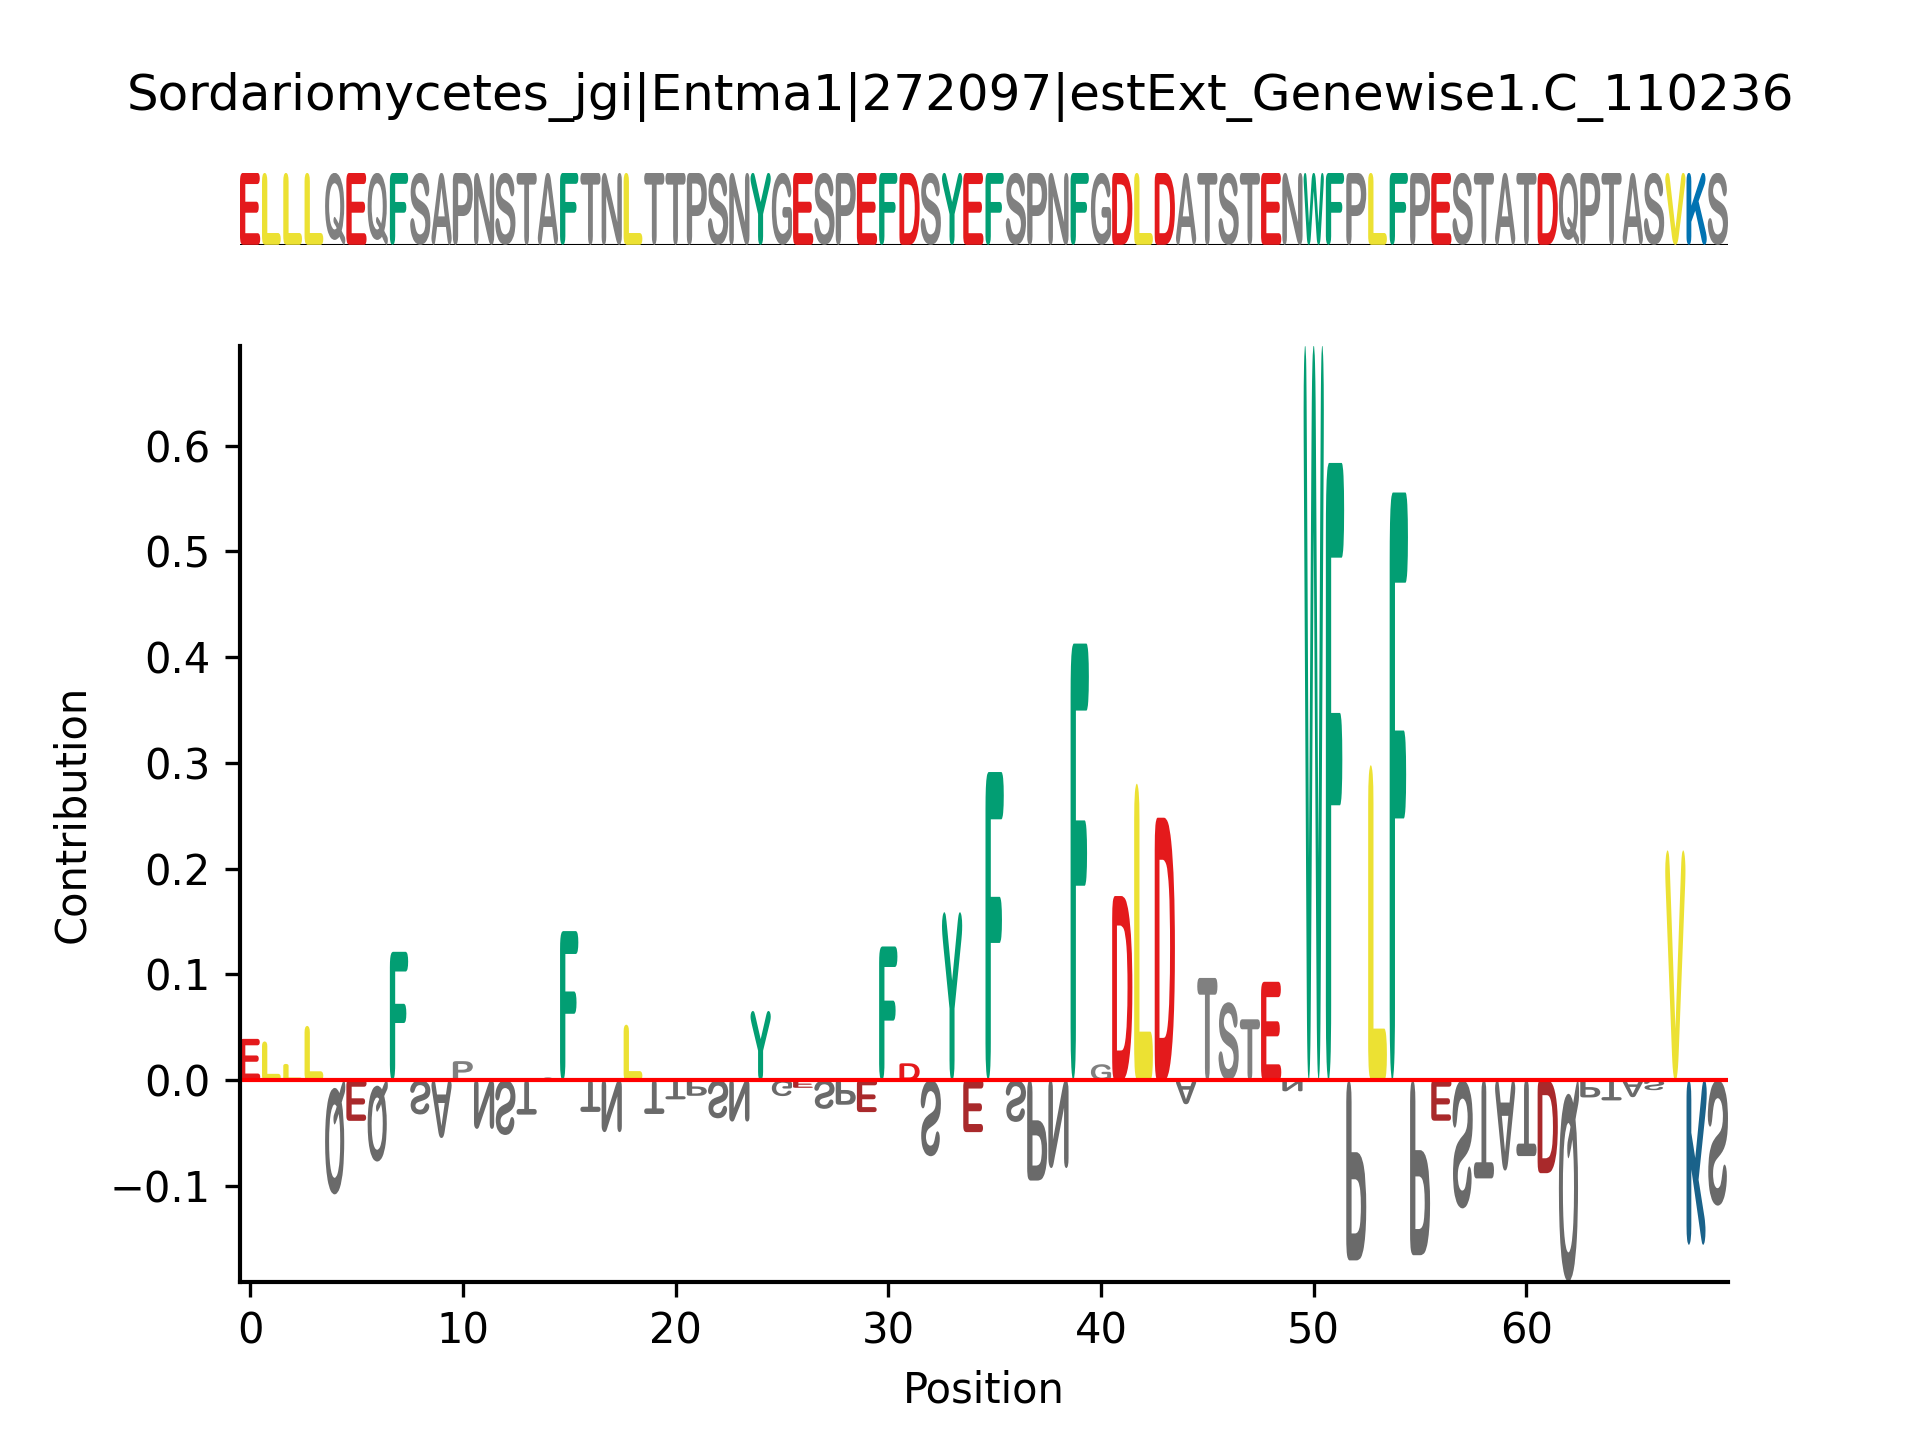 Sordariomycetes_jgi|Entma1|272097|estExt_Genewise1.C_110236
ELLLQEQFSAPNSTAFTNLTTPSNYGESPEFDSYEFSPNFGDLDATSTENWFPLFPESTATDQPTASVKS
0.6
0.5
0.4
0.3
0.2
0.1
0.0
−0.1
Contribution
ELLLQEQFSAPNSTFTNLTTPSNYGESPEFDSYEFSPNFGDLDATSTENWFPLFPESTATDQPTASVKS
0 10 20 30 40 50 60
Position